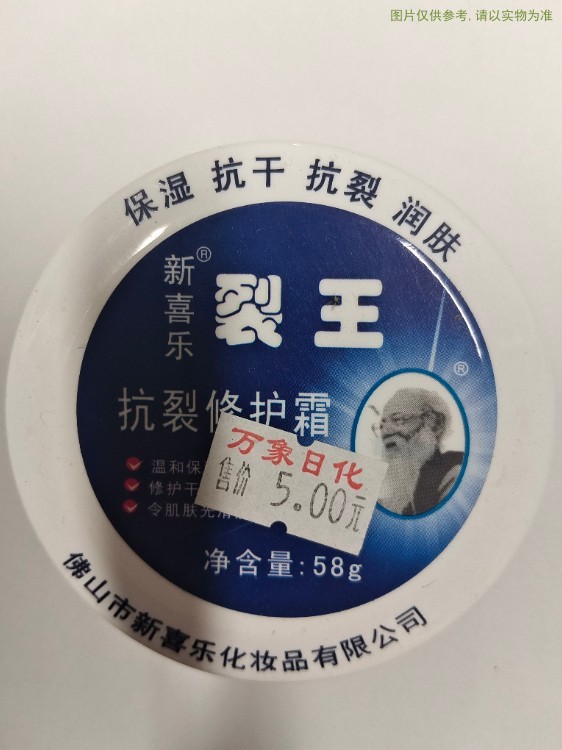 图片仅供参考,请以实物为准
保湿 抗干 抗裂 润肤
新喜乐®
裂王
®
抗裂修护霜
温和保
修护干
令肌肤光滑
万象日化
售价 5.00元
净含量:58g
佛山市新喜乐化妆品有限公司